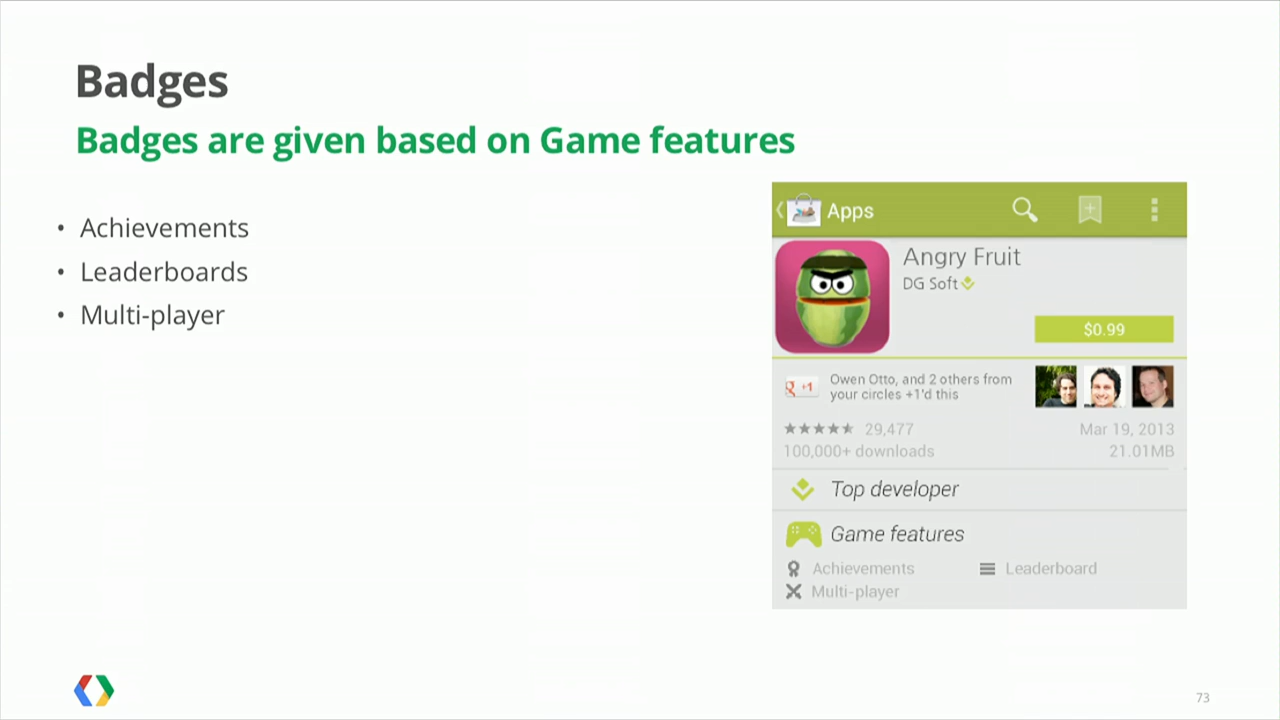 Badges
Badges are given based on Game features
• Achievements
• Leaderboards
• Multi-player
Apps
Angry Fruit
DG Soft
$0.99
g +1
Owen Otto, and 2 others from
your circles +1'd this
29,477
Mar 19, 2013
100,000+ downloads
21.01MB
Top developer
Game features
Achievements
Leaderboard
Multi-player
73